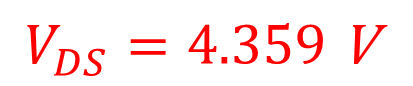 V_DS = 4.359 V